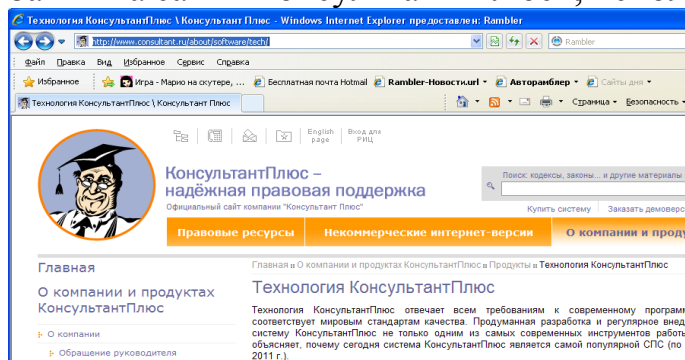 Технология КонсультантПлюс \ Консультант Плюс - Windows Internet Explorer предоставлен: Rambler
http://www.consultant.ru/about/software/tech/
Rambler
Файл Правка Вид Избранное Сервис Справка
Избранное Игра - Марио на скутере, ... Бесплатная почта Hotmail Rambler-Новости.url Авторамблер Сайты дня
Технология КонсультантПлюс \ Консультант Плюс Страница Безопасность
English page
Вход для РИЦ
КонсультантПлюс –
надёжная правовая поддержка
Официальный сайт компании "Консультант Плюс"
Поиск: кодексы, законы... и другие материалы
Купить систему Заказать демоверс
Правовые ресурсы Некоммерческие интернет-версии О компании и проду
Главная
Главная О компании и продуктах КонсультантПлюс Продукты Технология КонсультантПлюс
О компании и продуктах
КонсультантПлюс
О компании
Обращение руководителя
Технология КонсультантПлюс
Технология КонсультантПлюс отвечает всем требованиям к современному програм
соответствует мировым стандартам качества. Продуманная разработка и регулярное внед
систему КонсультантПлюс не только одним из самых современных инструментов работы
объясняет, почему сегодня система КонсультантПлюс является самой популярной СПС (по
2011 г.).